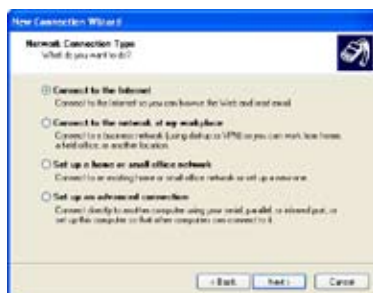 New Connection Wizard
Network Connection Type
What do you want to do?
Connect to the Internet
Connect to the Internet so you can browse the Web and read email.
Connect to the network at my workplace
Connect to a business network (using dial-up or VPN) so you can work from home,
a field office, or another location.
Set up a home or small office network
Connect to an existing home or small office network or set up a new one.
Set up an advanced connection
Connect directly to another computer using your serial, parallel, or infrared port, or
set up this computer so that other computers can connect to it.
< Back
Next >
Cancel